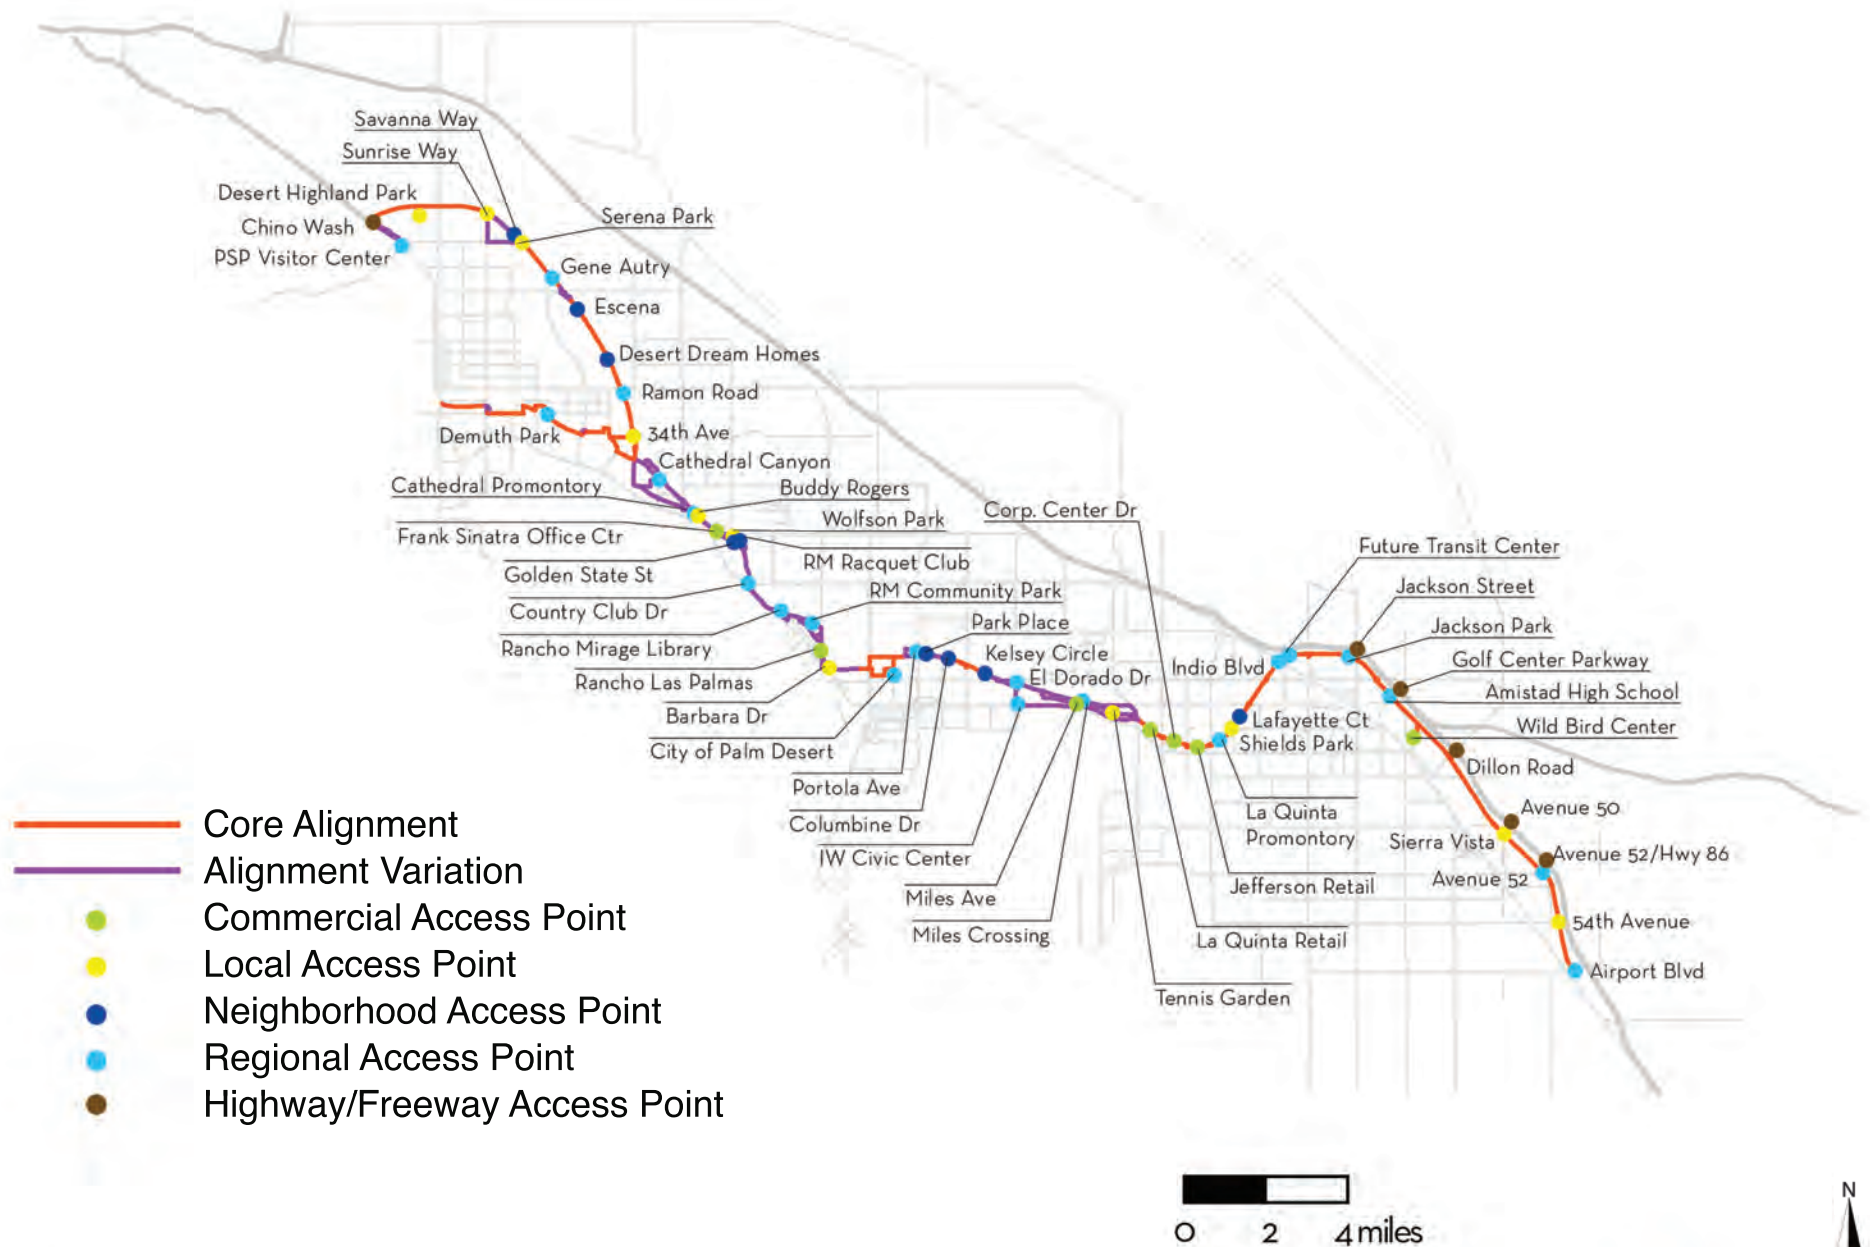 Savanna Way
Sunrise Way
Desert Highland Park
Serena Park
Chino Wash
PSP Visitor Center
Gene Autry
Escena
Desert Dream Homes
Ramon Road
34th Ave
Demuth Park
Cathedral Canyon
Cathedral Promontory
Buddy Rogers
Corp. Center Dr
Wolfson Park
Frank Sinatra Office Ctr
Future Transit Center
RM Racquet Club
Golden State St
Jackson Street
RM Community Park
Country Club Dr
Park Place
Jackson Park
Rancho Mirage Library
Kelsey Circle
Golf Center Parkway
Indio Blvd
El Dorado Dr
Rancho Las Palmas
Amistad High School
Barbara Dr
Lafayette Ct
Wild Bird Center
City of Palm Desert
Shields Park
Dillon Road
Portola Ave
Avenue 50
La Quinta
Promontory
Columbine Dr
Sierra Vista
IW Civic Center
Avenue 52/Hwy 86
Avenue 52
Jefferson Retail
Miles Ave
54th Avenue
Miles Crossing
La Quinta Retail
Airport Blvd
Tennis Garden
Core Alignment
Alignment Variation
Commercial Access Point
Local Access Point
Neighborhood Access Point
Regional Access Point
Highway/Freeway Access Point
N
0 2 4 miles